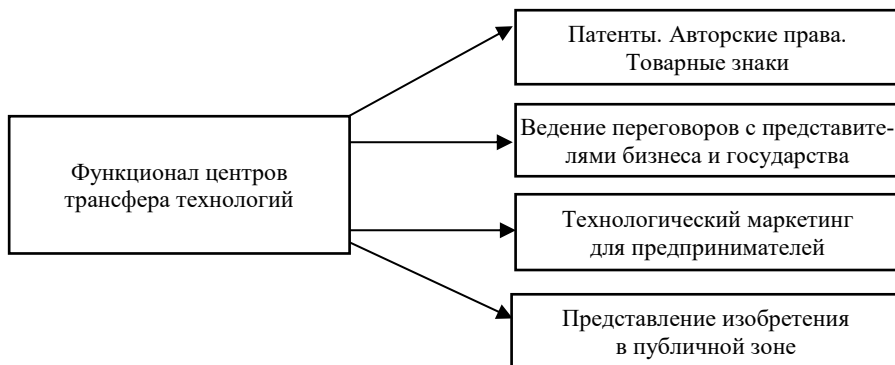 Патенты. Авторские права.
Товарные знаки
Ведение переговоров с представите-
лями бизнеса и государства
Функционал центров
трансфера технологий
Технологический маркетинг
для предпринимателей
Представление изобретения
в публичной зоне